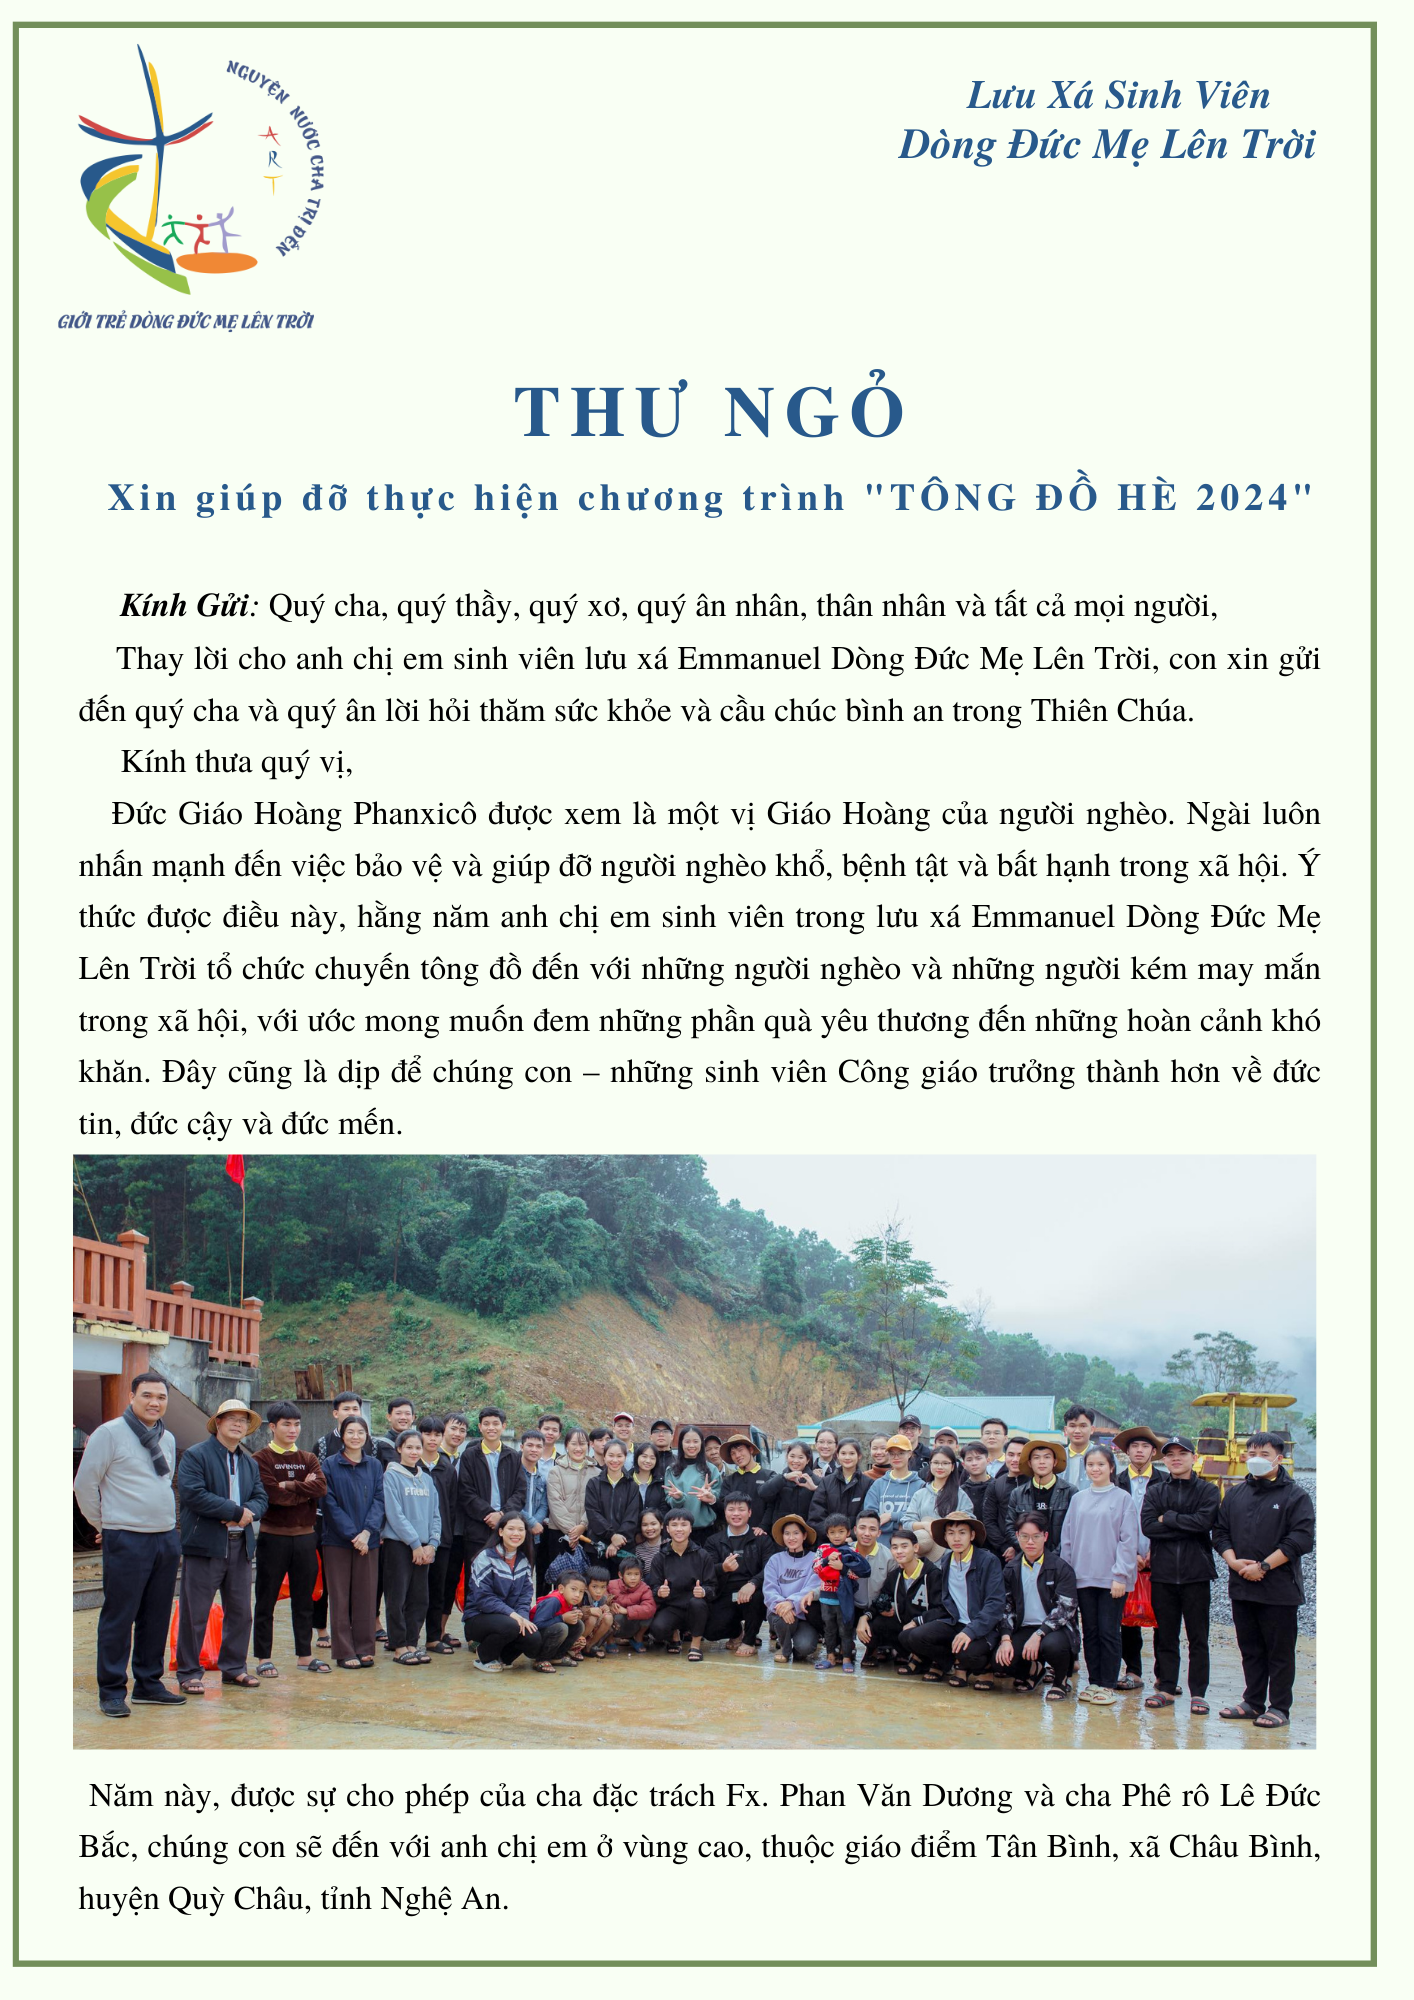 NGUYỆN NƯỚC CHA TRỊ ĐẾN
A
R
T
GIỚI TRẺ DÒNG ĐỨC MẸ LÊN TRỜI
Lưu Xá Sinh Viên
Dòng Đức Mẹ Lên Trời
THƯ NGỎ
Xin giúp đỡ thực hiện chương trình "TÔNG ĐỒ HÈ 2024"
Kính Gửi: Quý cha, quý thầy, quý xơ, quý ân nhân, thân nhân và tất cả mọi người,
Thay lời cho anh chị em sinh viên lưu xá Emmanuel Dòng Đức Mẹ Lên Trời, con xin gửi
đến quý cha và quý ân lời hỏi thăm sức khỏe và cầu chúc bình an trong Thiên Chúa.
Kính thưa quý vị,
Đức Giáo Hoàng Phanxicô được xem là một vị Giáo Hoàng của người nghèo. Ngài luôn
nhấn mạnh đến việc bảo vệ và giúp đỡ người nghèo khổ, bệnh tật và bất hạnh trong xã hội. Ý
thức được điều này, hằng năm anh chị em sinh viên trong lưu xá Emmanuel Dòng Đức Mẹ
Lên Trời tổ chức chuyến tông đồ đến với những người nghèo và những người kém may mắn
trong xã hội, với ước mong muốn đem những phần quà yêu thương đến những hoàn cảnh khó
khăn. Đây cũng là dịp để chúng con – những sinh viên Công giáo trưởng thành hơn về đức
tin, đức cậy và đức mến.
GIVENCHY
NIKE
A
Năm này, được sự cho phép của cha đặc trách Fx. Phan Văn Dương và cha Phê rô Lê Đức
Bắc, chúng con sẽ đến với anh chị em ở vùng cao, thuộc giáo điểm Tân Bình, xã Châu Bình,
huyện Quỳ Châu, tỉnh Nghệ An.